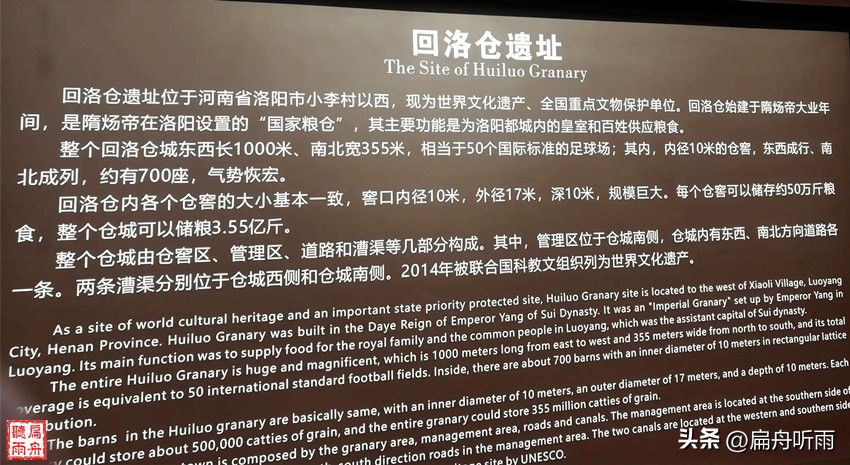 回洛仓遗址
The Site of Huiluo Granary
回洛仓遗址位于河南省洛阳市小李村以西，现为世界文化遗产、全国重点文物保护单位。回洛仓始建于隋炀帝大业年
间，是隋炀帝在洛阳设置的“国家粮仓”，其主要功能是为洛阳都城内的皇室和百姓供应粮食。
整个回洛仓城东西长1000米、南北宽355米，相当于50个国际标准的足球场；其内，内径10米的仓窖，东西成行、南
北成列，约有700座，气势恢宏。
回洛仓内各个仓窖的大小基本一致，窖口内径10米，外径17米，深10米，规模巨大。每个仓窖可以储存约50万斤粮
食，整个仓城可以储粮3.55亿斤。
整个仓城由仓窖区、管理区、道路和漕渠等几部分构成。其中，管理区位于仓城南侧，仓城内有东西、南北方向道路各
一条。两条漕渠分别位于仓城西侧和仓城南侧。2014年被联合国科教文组织列为世界文化遗产。
As a site of world cultural heritage and an important state priority protected site, Huiluo Granary site is located to the west of Xiaoli Village, Luoyang
City, Henan Province. Huiluo Granary was built in the Daye Reign of Emperor Yang of Sui Dynasty. It was an "Imperial Granary" set up by Emperor Yang in
Luoyang. Its main function was to supply food for the royal family and the common people in Luoyang, which was the assistant capital of Sui dynasty.
The entire Huiluo Granary is huge and magnificent, which is 1000 meters long from east to west and 355 meters wide from north to south, and its total
coverage is equivalent to 50 international standard football fields. Inside, there are about 700 barns with an inner diameter of 10 meters in rectangular lattice
The barns in the Huiluo granary are basically same, with an inner diameter of 10 meters, an outer diameter of 17 meters, and a depth of 10 meters. Each
could store about 500,000 catties of grain, and the entire granary could store 355 million catties of grain.
is composed by the granary area, management area, roads and canals. The management area is located at the southern side of
south direction roads in the management area. The two canals are located at the western and southern side
site by UNESCO.
扁舟
聽雨
头条 @扁舟听雨